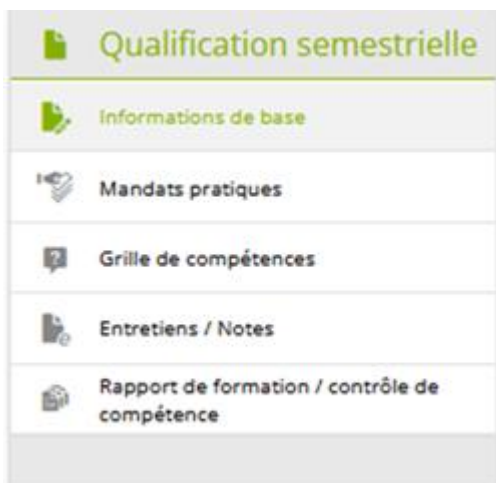 Qualification semestrielle
Informations de base
Mandats pratiques
Grille de compétences
Entretiens / Notes
Rapport de formation / contrôle de
compétence